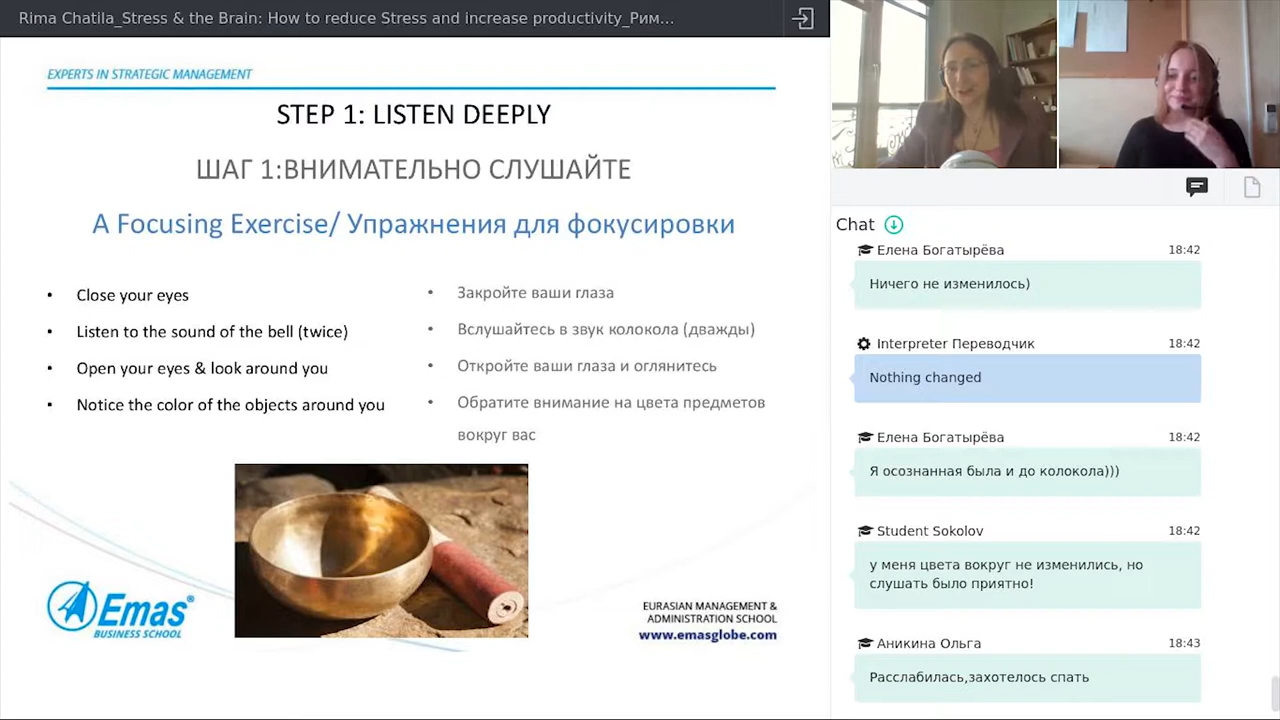 Rima Chatila_Stress & the Brain: How to reduce Stress and increase productivity_Рим...
EXPERTS IN STRATEGIC MANAGEMENT
STEP 1: LISTEN DEEPLY
ШАГ 1:ВНИМАТЕЛЬНО СЛУШАЙТЕ
A Focusing Exercise/ Упражнения для фокусировки
• Close your eyes
• Listen to the sound of the bell (twice)
• Open your eyes & look around you
• Notice the color of the objects around you
• Закройте ваши глаза
• Вслушайтесь в звук колокола (дважды)
• Откройте ваши глаза и оглянитесь
• Обратите внимание на цвета предметов
вокруг вас
Emas®
BUSINESS SCHOOL
EURASIAN MANAGEMENT &
ADMINISTRATION SCHOOL
www.emasglobe.com
Chat
Елена Богатырёва 18:42
Ничего не изменилось)
Interpreter Переводчик 18:42
Nothing changed
Елена Богатырёва 18:42
Я осознанная была и до колокола)))
Student Sokolov 18:42
у меня цвета вокруг не изменились, но
слушать было приятно!
Аникина Ольга 18:43
Расслабилась,захотелось спать